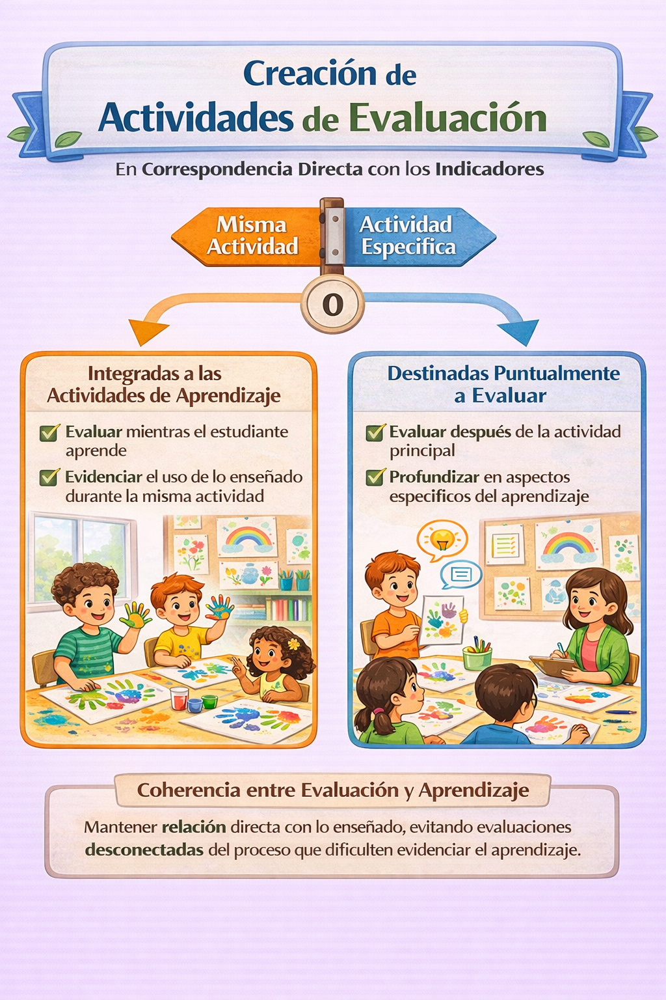 Creación de
Actividades de Evaluación
En Correspondencia Directa con los Indicadores
Misma
Actividad
Actividad
Especifica
O
Integradas a las
Actividades de Aprendizaje
Evaluar mientras el estudiante
aprende
Evidenciar el uso de lo enseñado
durante la misma actividad
Destinadas Puntualmente
a Evaluar
Evaluar después de la actividad
principal
Profundizar en aspectos
especificos del aprendizaje
Coherencia entre Evaluación y Aprendizaje
Mantener relación directa con lo enseñado, evitando evaluaciones
desconectadas del proceso que dificulten evidenciar el aprendizaje.